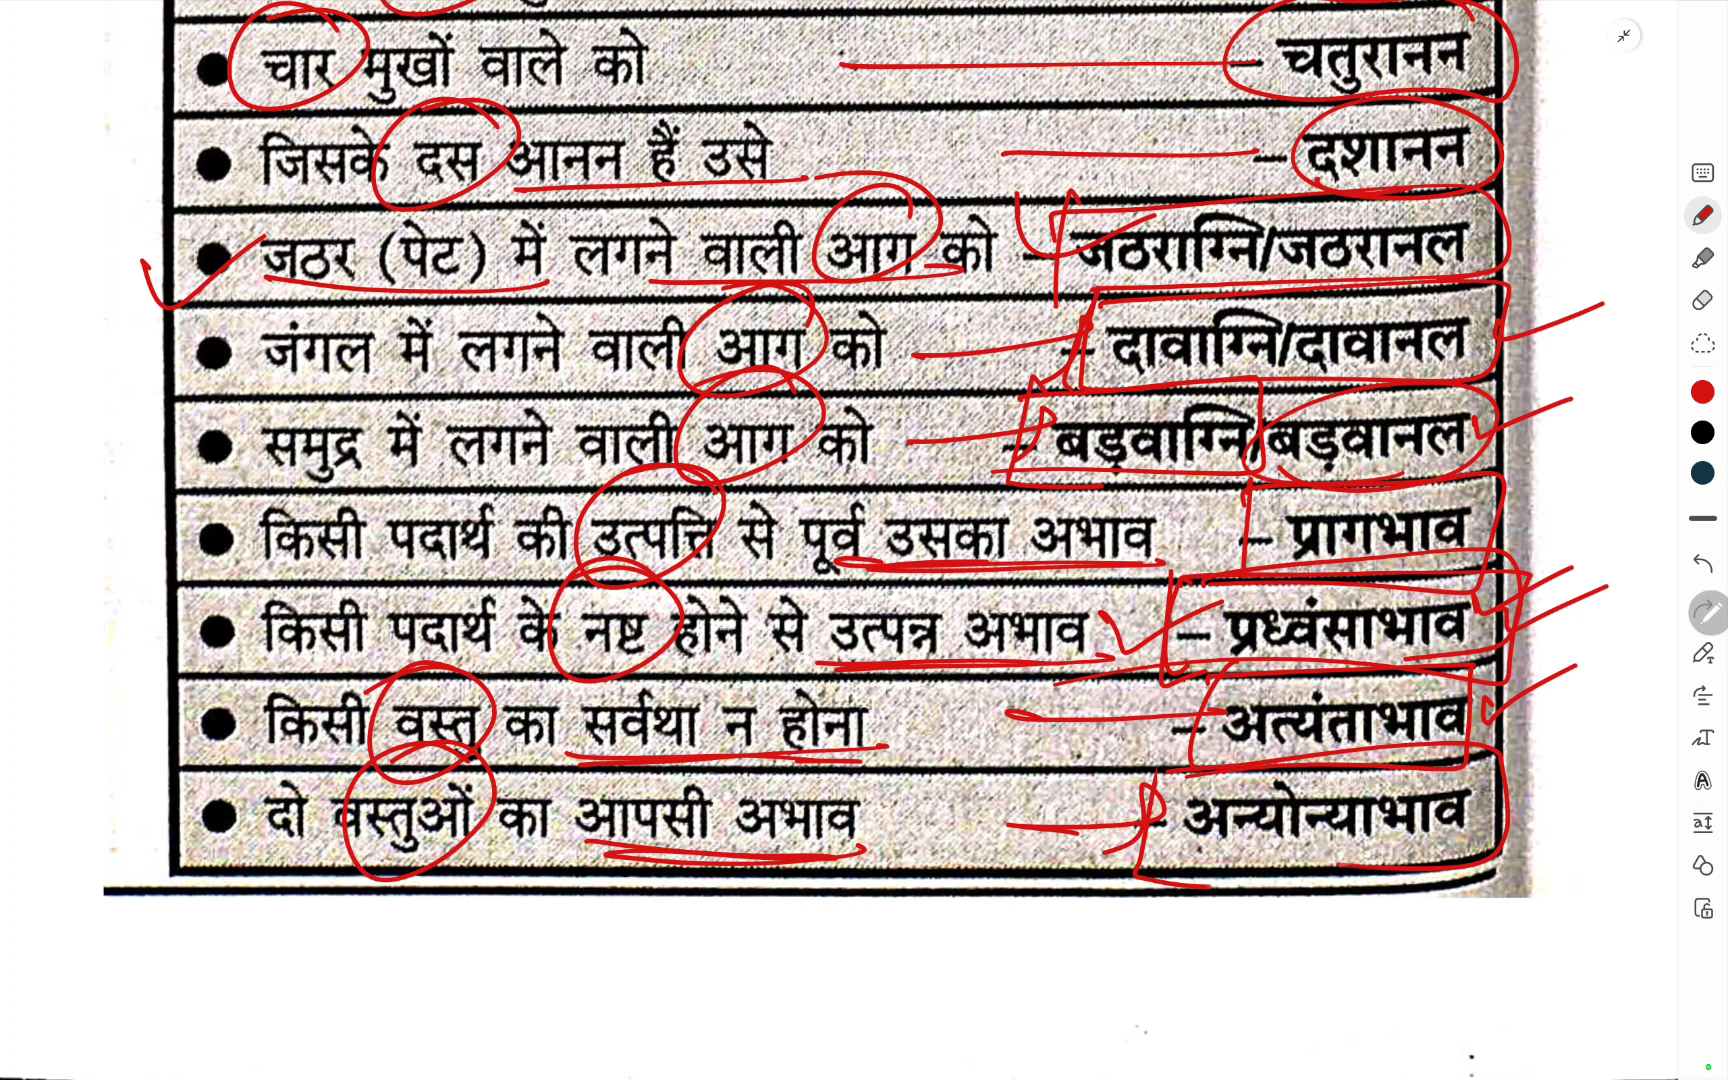 ● चार मुखों वाले को – चतुरानन
● जिसके दस आनन हैं उसे – दशानन
● जठर (पेट) में लगने वाली आग को – जठराग्नि/जठरानल
● जंगल में लगने वाली आग को – दावाग्नि/दावानल
● समुद्र में लगने वाली आग को – बड़वाग्नि/बड़वानल
● किसी पदार्थ की उत्पत्ति से पूर्व उसका अभाव – प्रागभाव
● किसी पदार्थ के नष्ट होने से उत्पन्न अभाव – प्रध्वंसाभाव
● किसी वस्तु का सर्वथा न होना – अत्यंताभाव
● दो वस्तुओं का आपसी अभाव – अन्योन्याभाव